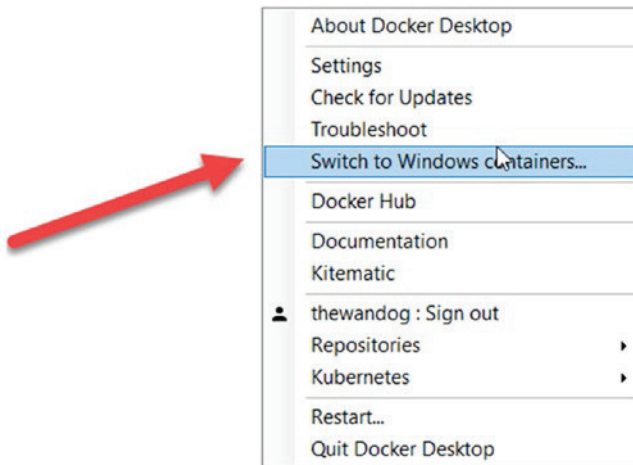 About Docker Desktop
Settings
Check for Updates
Troubleshoot
Switch to Windows containers...
Docker Hub
Documentation
Kitematic
thewandog : Sign out
Repositories
Kubernetes
Restart...
Quit Docker Desktop